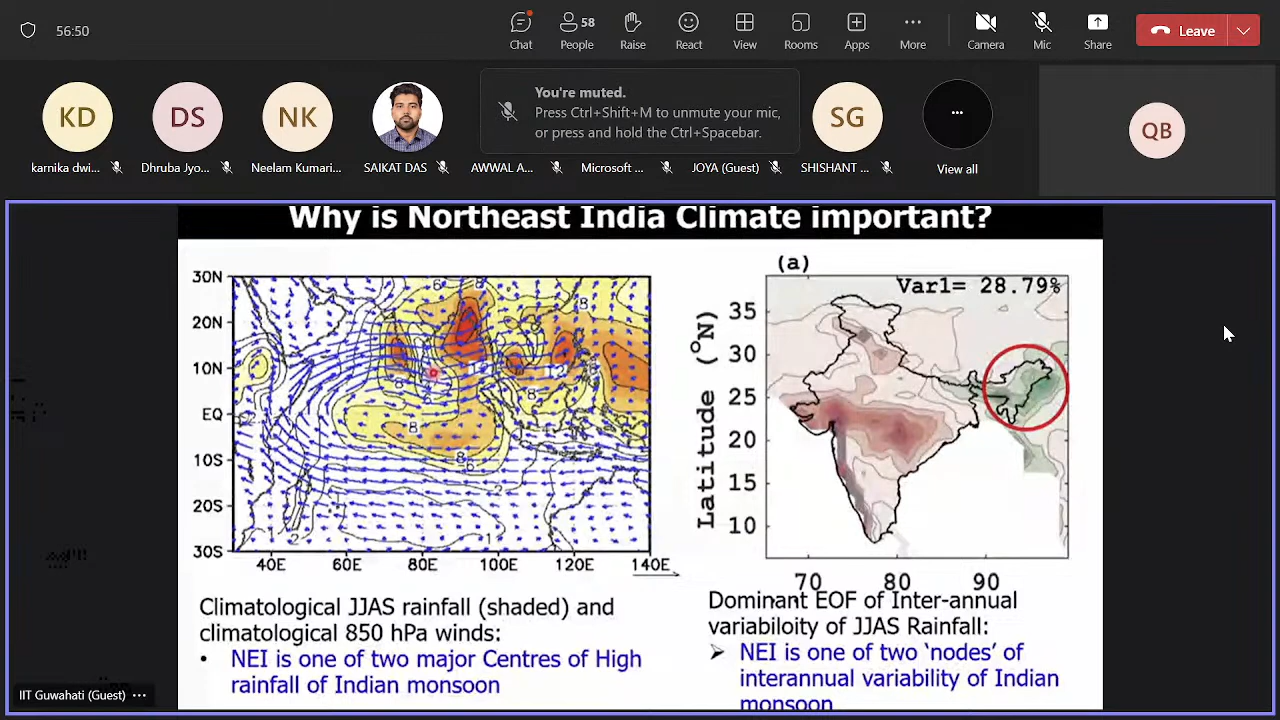 56:50
Chat
People 58
Raise
React
View
Rooms
Apps
More
Camera
Mic
Share
Leave
KD
DS
NK
You're muted.
Press Ctrl+Shift+M to unmute your mic,
or press and hold the Ctrl+Spacebar.
SG
QB
karnika dwi...
Dhruba Jyo...
Neelam Kumari...
SAIKAT DAS
AWWAL A...
Microsoft ...
JOYA (Guest)
SHISHANT ...
View all
Why is Northeast India Climate important?
30N
20N
10N
EQ
10S
20S
30S
40E 60E 80E 100E 120E 140E
(a)
Var1= 28.79%
Latitude (°N)
35
30
25
20
15
10
70 80 90
Climatological JJAS rainfall (shaded) and
climatological 850 hPa winds:
• NEI is one of two major Centres of High
rainfall of Indian monsoon
Dominant EOF of Inter-annual
variabiloity of JJAS Rainfall:
➢ NEI is one of two ‘nodes’ of
interannual variability of Indian
monsoon
IIT Guwahati (Guest) ...